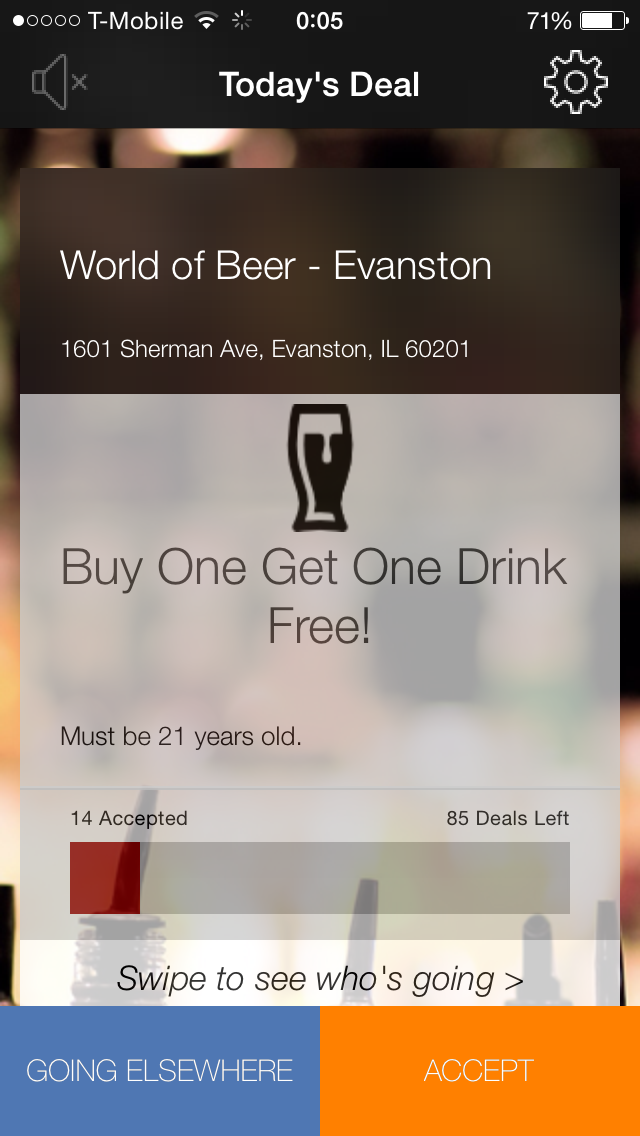 T-Mobile 0:05 71%
Today's Deal
World of Beer - Evanston
1601 Sherman Ave, Evanston, IL 60201
Buy One Get One Drink
Free!
Must be 21 years old.
14 Accepted 85 Deals Left
Swipe to see who's going >
GOING ELSEWHERE ACCEPT